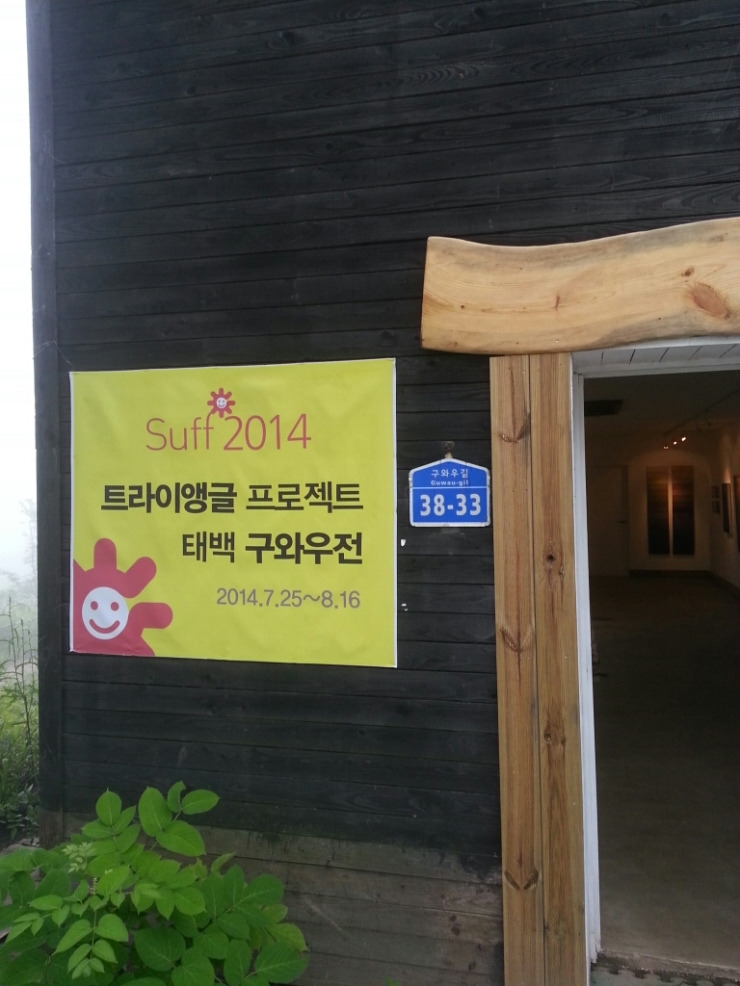 Suff 2014
트라이앵글 프로젝트
태백 구와우전
2014.7.25~8.16
구와우길
Guwau-gil
38-33